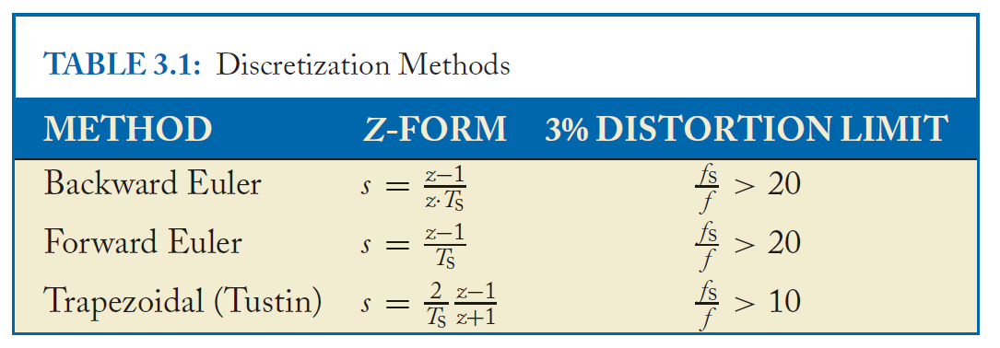 TABLE 3.1: Discretization Methods
METHOD Z-FORM 3% DISTORTION LIMIT
Backward Euler s = \frac{z−1}{z·T_S} \frac{f_S}{f} > 20
Forward Euler s = \frac{z−1}{T_S} \frac{f_S}{f} > 20
Trapezoidal (Tustin) s = \frac{2}{T_S} \frac{z−1}{z+1} \frac{f_S}{f} > 10